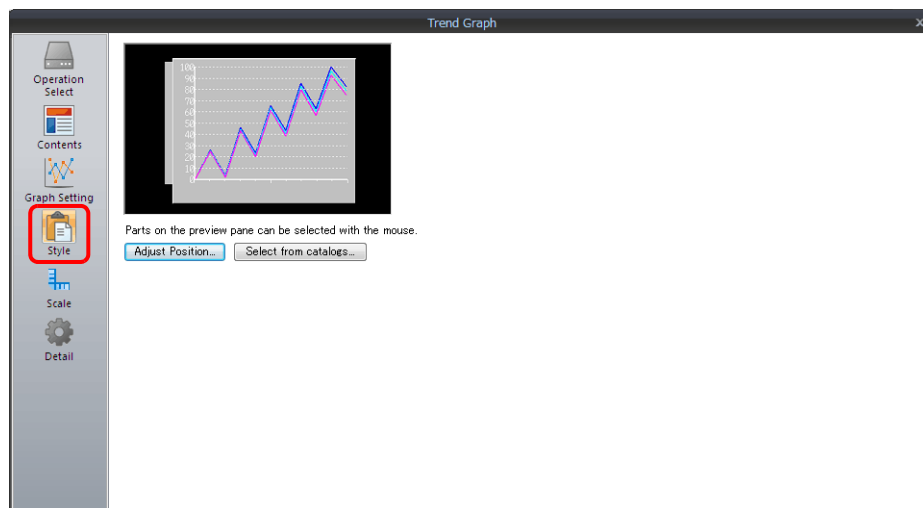 Trend Graph
x
Operation
Select
Contents
Graph Setting
Style
Scale
Detail
100
90
80
70
60
50
40
30
20
10
0
Parts on the preview pane can be selected with the mouse.
Adjust Position...
Select from catalogs...